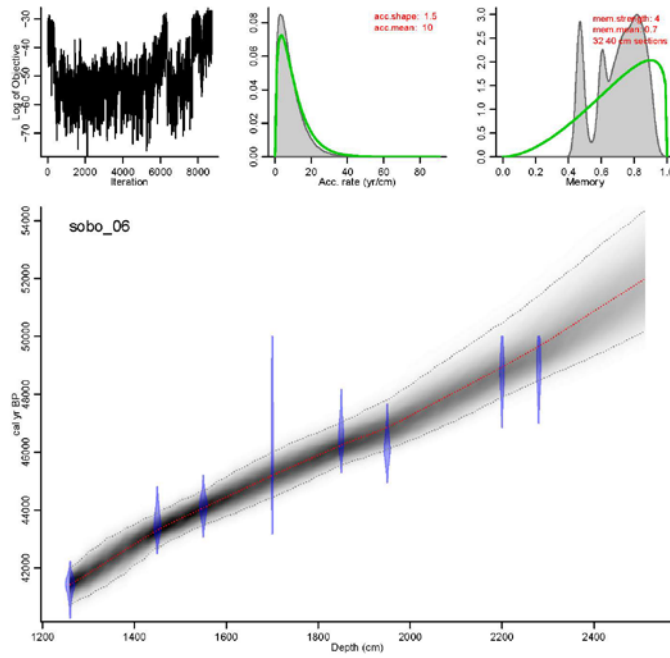 Log of Objective
-30
-40
-50
-60
-70
0 2000 4000 6000 8000
Iteration
acc.shape: 1.5
acc.mean: 10
0.00 0.02 0.04 0.06 0.08
0 20 40 60 80
Acc. rate (yr/cm)
mem.strength: 4
mem.mean: 0.7
32 40 cm sections
0.0 0.5 1.0 1.5 2.0 2.5 3.0
0.0 0.2 0.4 0.6 0.8 1.0
Memory
sobo_06
cal yr BP
54000
52000
50000
48000
46000
44000
42000
1200 1400 1600 1800 2000 2200 2400
Depth (cm)